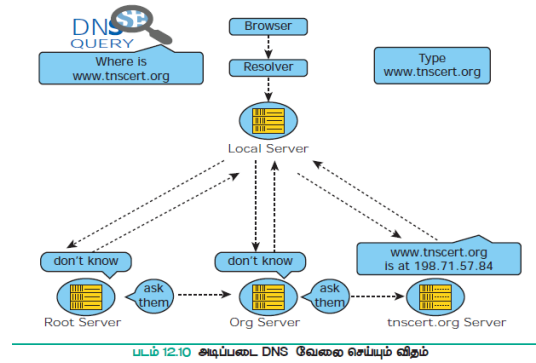 DNS
QUERY
Where is
www.tnscert.org
Browser
Resolver
Type
www.tnscert.org
Local Server
don't know
don't know
www.tnscert.org
is at 198.71.57.84
ask
them
ask
them
Root Server
Org Server
tnscert.org Server
படம் 12.10 அடிப்படை DNS வேலை செய்யும் விதம்